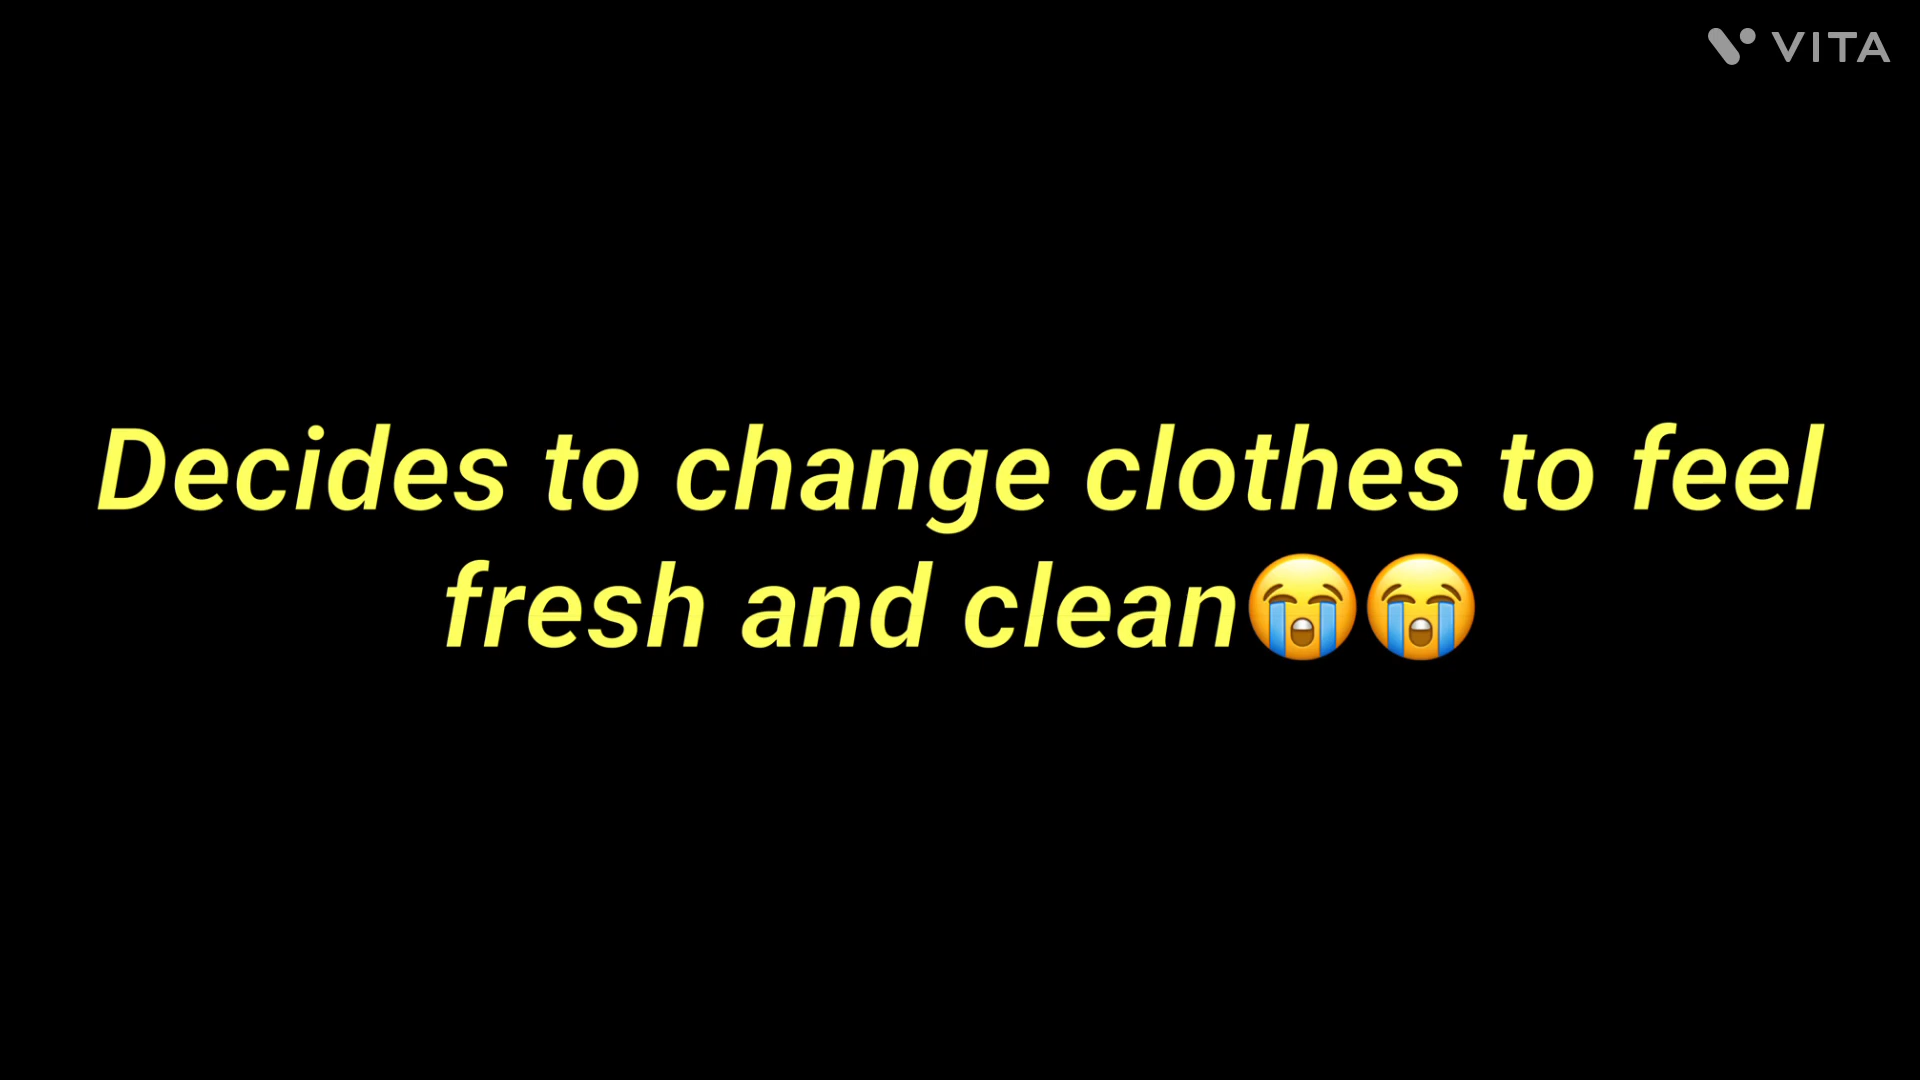 VITA
Decides to change clothes to feel
fresh and clean😭😭